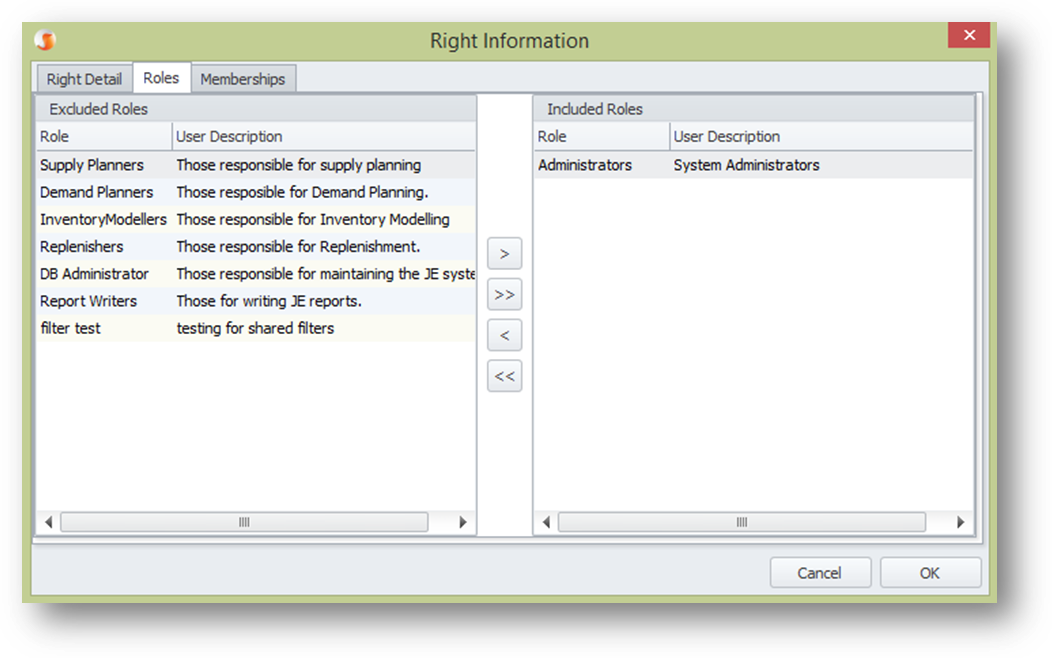 Right Information
Right Detail Roles Memberships
Excluded Roles
Role User Description
Supply Planners Those responsible for supply planning
Demand Planners Those resposible for Demand Planning.
InventoryModellers Those responsible for Inventory Modelling
Replenishers Those responsible for Replenishment.
DB Administrator Those responsible for maintaining the JE syste
Report Writers Those for writing JE reports.
filter test testing for shared filters
>
>>
<
<<
Included Roles
Role User Description
Administrators System Administrators
Cancel OK